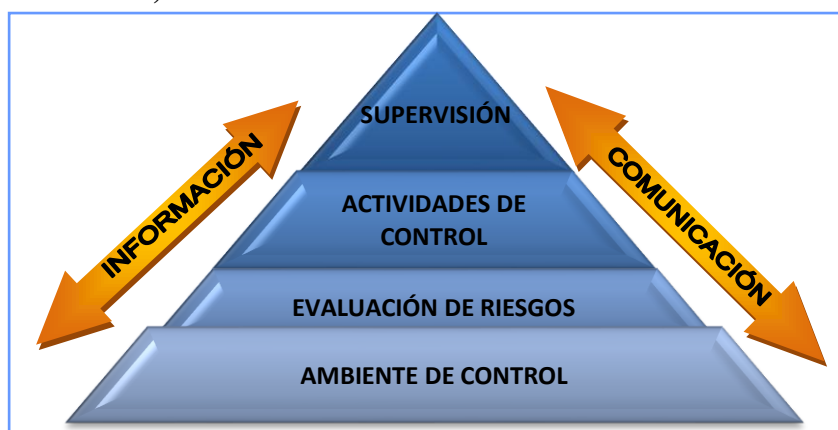 SUPERVISIÓN
INFORMACIÓN
COMUNICACIÓN
ACTIVIDADES DE
CONTROL
EVALUACIÓN DE RIESGOS
AMBIENTE DE CONTROL